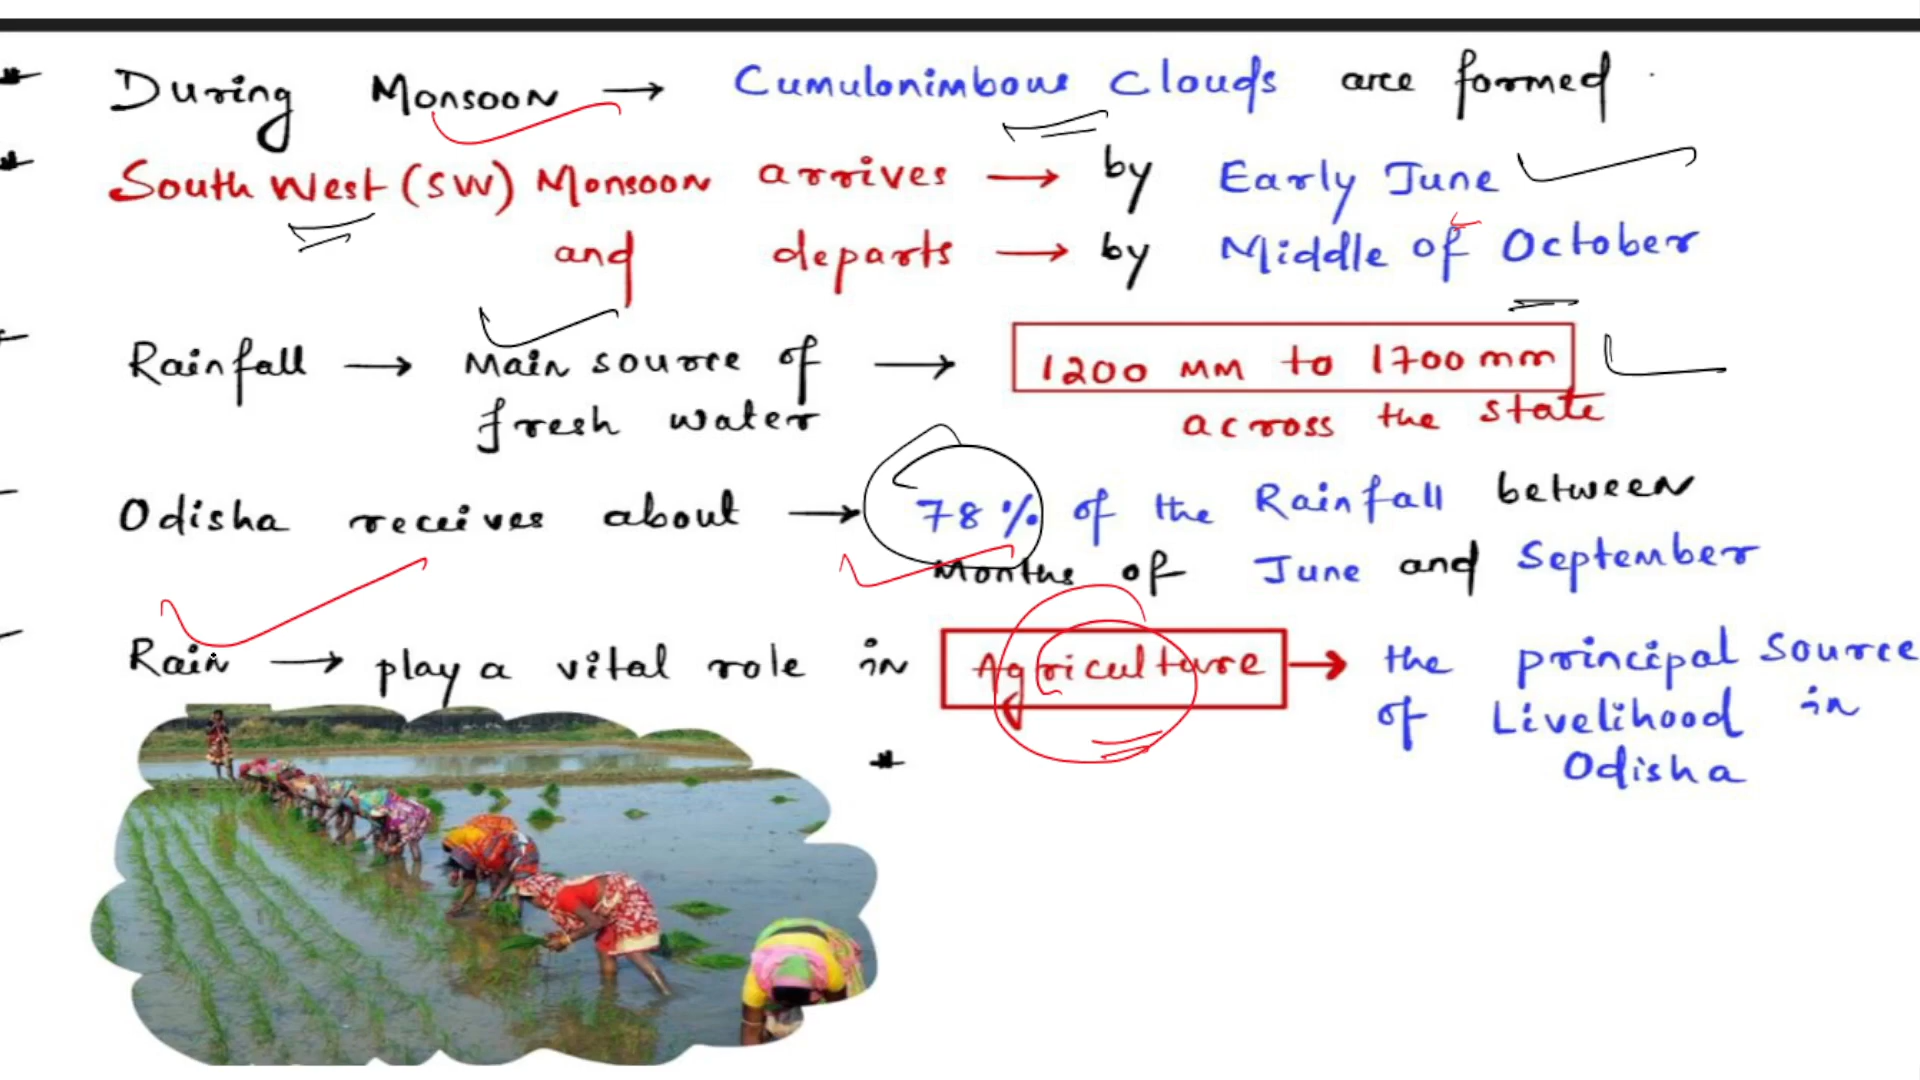 * During Monsoon → Cumulonimbous Clouds are formed.
* South West (SW) Monsoon arrives → by Early June
and departs → by Middle of October
Rainfall → Main source of → 1200 mm to 1700 mm
fresh water across the state
Odisha receives about → 78% of the Rainfall between
Months of June and September
Rain → play a vital role in Agriculture → the principal source
of Livelihood in
* Odisha